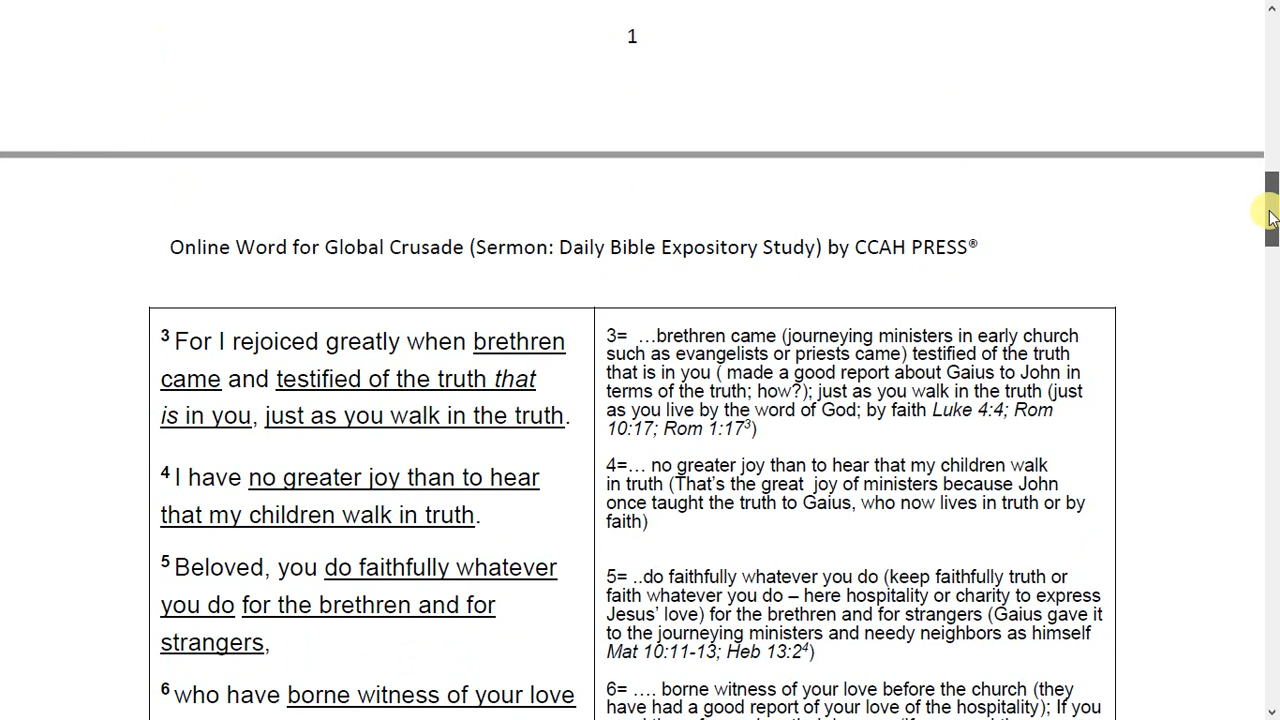 1
Online Word for Global Crusade (Sermon: Daily Bible Expository Study) by CCAH PRESS®
3 For I rejoiced greatly when brethren
came and testified of the truth that
is in you, just as you walk in the truth.
4 I have no greater joy than to hear
that my children walk in truth.
5 Beloved, you do faithfully whatever
you do for the brethren and for
strangers,
6 who have borne witness of your love
3= …brethren came (journeying ministers in early church
such as evangelists or priests came) testified of the truth
that is in you ( made a good report about Gaius to John in
terms of the truth; how?); just as you walk in the truth (just
as you live by the word of God; by faith Luke 4:4; Rom
10:17; Rom 1:17³)
4=… no greater joy than to hear that my children walk
in truth (That’s the great  joy of ministers because John
once taught the truth to Gaius, who now lives in truth or by
faith)
5= ..do faithfully whatever you do (keep faithfully truth or
faith whatever you do – here hospitality or charity to express
Jesus’ love) for the brethren and for strangers (Gaius gave it
to the journeying ministers and needy neighbors as himself
Mat 10:11-13; Heb 13:2⁴)
6= …. borne witness of your love before the church (they
have had a good report of your love of the hospitality); If you